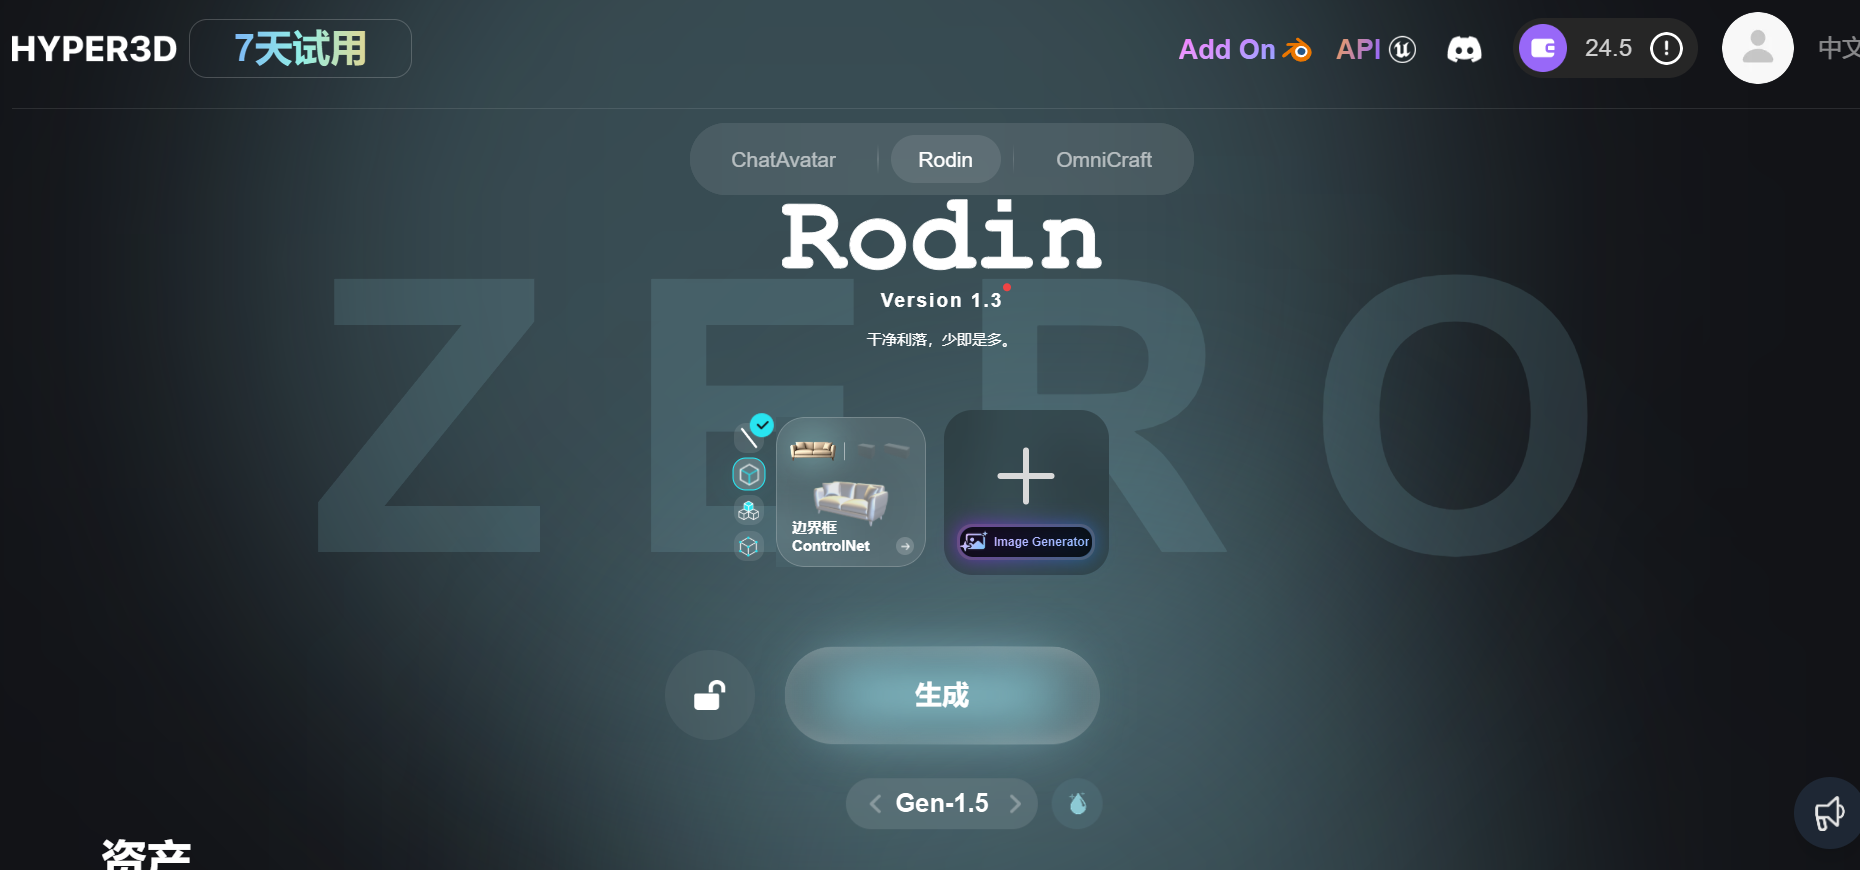 HYPER3D
7天试用
Add On
API
24.5
中文
ChatAvatar
Rodin
OmniCraft
Rodin
Version 1.3
干净利落，少即是多。
ZERO
边界框
ControlNet
Image Generator
生成
Gen-1.5
资产